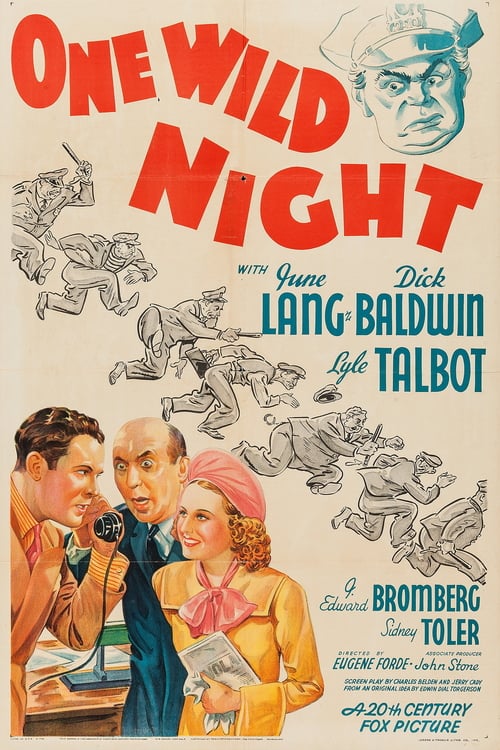 ONE WILD
NIGHT
WITH June Dick
LANG BALDWIN
Lyle TALBOT
J. Edward BROMBERG
Sidney TOLER
DIRECTED BY ASSOCIATE PRODUCER
EUGENE FORDE · John Stone
SCREEN PLAY BY CHARLES BELDEN AND JERRY CADY
FROM AN ORIGINAL IDEA BY EDWIN DIAL TORGERSON
A 20TH CENTURY
FOX PICTURE